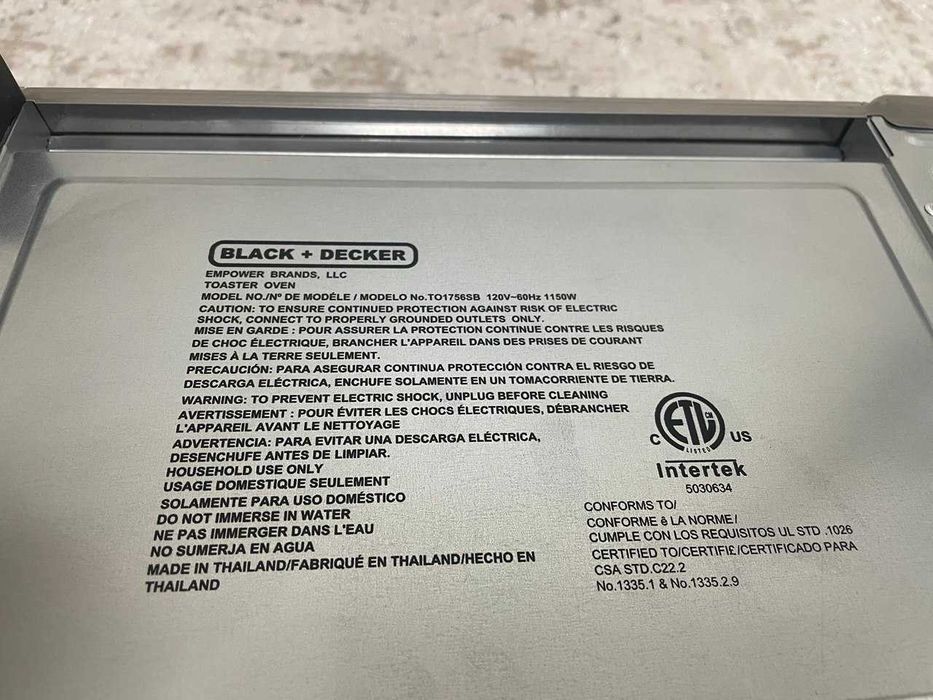 BLACK + DECKER
EMPOWER BRANDS, LLC
TOASTER OVEN
MODEL NO./Nº DE MODÉLE / MODELO No.TO1756SB 120V~60Hz 1150W
CAUTION: TO ENSURE CONTINUED PROTECTION AGAINST RISK OF ELECTRIC
SHOCK, CONNECT TO PROPERLY GROUNDED OUTLETS ONLY.
MISE EN GARDE : POUR ASSURER LA PROTECTION CONTINUE CONTRE LES RISQUES
DE CHOC ÉLECTRIQUE, BRANCHER L'APPAREIL DANS DES PRISES DE COURANT
MISES À LA TERRE SEULEMENT.
PRECAUCIÓN: PARA ASEGURAR CONTINUA PROTECCIÓN CONTRA EL RIESGO DE
DESCARGA ELÉCTRICA, ENCHUFE SOLAMENTE EN UN TOMACORRIENTE DE TIERRA.
WARNING: TO PREVENT ELECTRIC SHOCK, UNPLUG BEFORE CLEANING
AVERTISSEMENT : POUR ÉVITER LES CHOCS ÉLECTRIQUES, DÉBRANCHER
L'APPAREIL AVANT LE NETTOYAGE
ADVERTENCIA: PARA EVITAR UNA DESCARGA ELÉCTRICA,
DESENCHUFE ANTES DE LIMPIAR.
HOUSEHOLD USE ONLY
USAGE DOMESTIQUE SEULEMENT
SOLAMENTE PARA USO DOMÉSTICO
DO NOT IMMERSE IN WATER
NE PAS IMMERGER DANS L'EAU
NO SUMERJA EN AGUA
MADE IN THAILAND/FABRIQUÉ EN THAILAND/HECHO EN
THAILAND
C ETL CM US
LISTED
Intertek
5030634
CONFORMS TO/
CONFORME ê LA NORME/
CUMPLE CON LOS REQUISITOS UL STD .1026
CERTIFIED TO/CERTIFI£/CERTIFICADO PARA
CSA STD.C22.2
No.1335.1 & No.1335.2.9